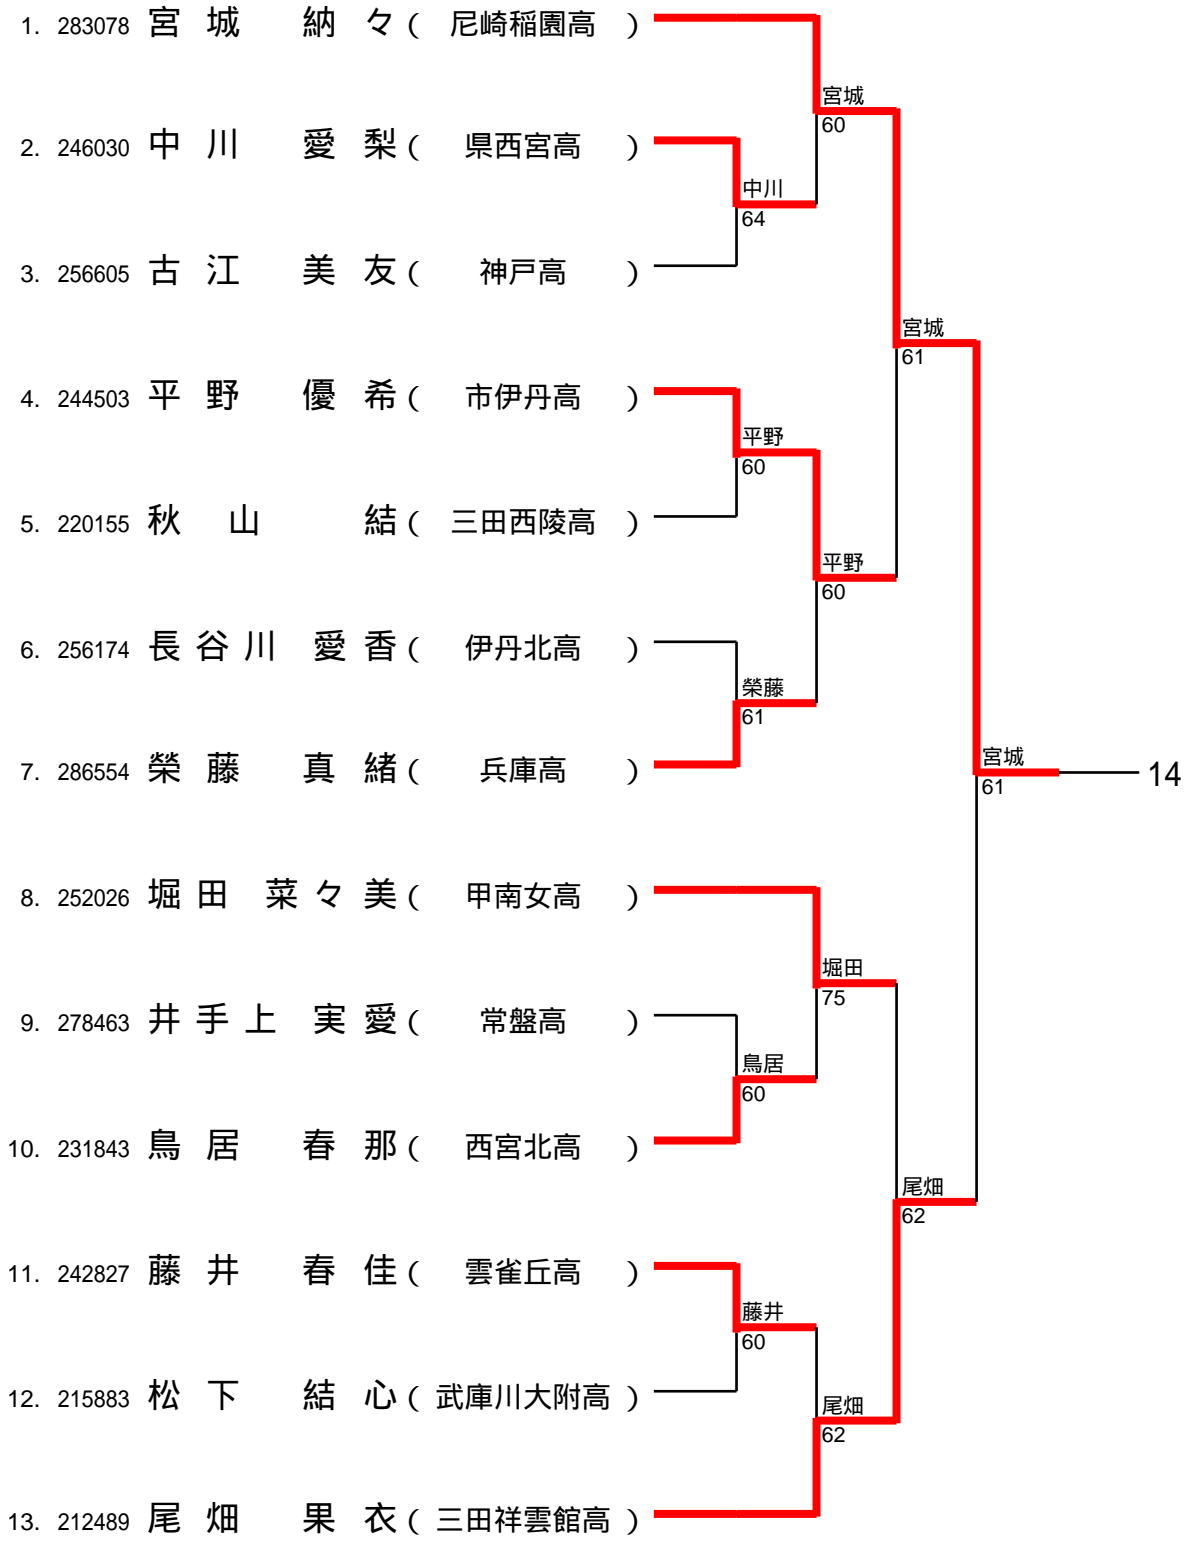 1. 283078 宮城 納々 ( 尼崎稲園高 )
宮城
60
2. 246030 中川 愛梨 ( 県西宮高 )
中川
64
3. 256605 古江 美友 ( 神戸高 )
宮城
61
4. 244503 平野 優希 ( 市伊丹高 )
平野
60
5. 220155 秋山 結 ( 三田西陵高 )
平野
60
6. 256174 長谷川 愛香 ( 伊丹北高 )
榮藤
61
7. 286554 榮藤 真緒 ( 兵庫高 )
宮城
61
14
8. 252026 堀田 菜々美 ( 甲南女高 )
堀田
75
9. 278463 井手上 実愛 ( 常盤高 )
鳥居
60
10. 231843 鳥居 春那 ( 西宮北高 )
尾畑
62
11. 242827 藤井 春佳 ( 雲雀丘高 )
藤井
60
12. 215883 松下 結心 ( 武庫川大附高 )
尾畑
62
13. 212489 尾畑 果衣 ( 三田祥雲館高 )